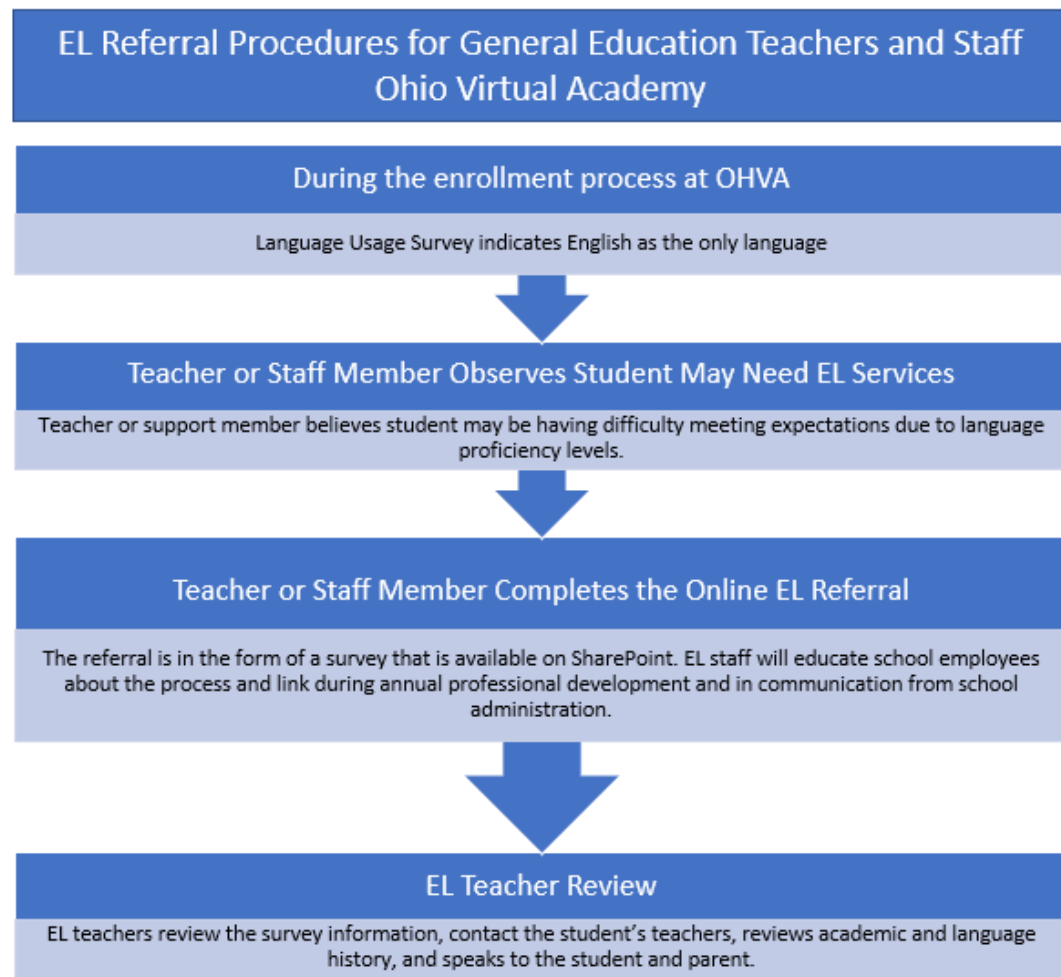 EL Referral Procedures for General Education Teachers and Staff
Ohio Virtual Academy
During the enrollment process at OHVA
Language Usage Survey indicates English as the only language
Teacher or Staff Member Observes Student May Need EL Services
Teacher or support member believes student may be having difficulty meeting expectations due to language
proficiency levels.
Teacher or Staff Member Completes the Online EL Referral
The referral is in the form of a survey that is available on SharePoint. EL staff will educate school employees
about the process and link during annual professional development and in communication from school
administration.
EL Teacher Review
EL teachers review the survey information, contact the student's teachers, reviews academic and language
history, and speaks to the student and parent.